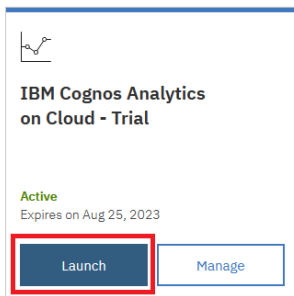 IBM Cognos Analytics
on Cloud - Trial
Active
Expires on Aug 25, 2023
Launch
Manage